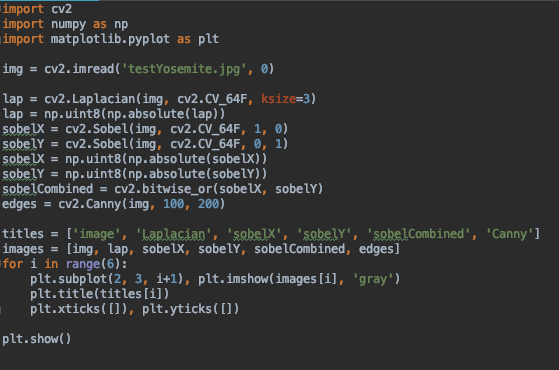 import cv2
import numpy as np
import matplotlib.pyplot as plt

img = cv2.imread('testYosemite.jpg', 0)

lap = cv2.Laplacian(img, cv2.CV_64F, ksize=3)
lap = np.uint8(np.absolute(lap))
sobelX = cv2.Sobel(img, cv2.CV_64F, 1, 0)
sobelY = cv2.Sobel(img, cv2.CV_64F, 0, 1)
sobelX = np.uint8(np.absolute(sobelX))
sobelY = np.uint8(np.absolute(sobelY))
sobelCombined = cv2.bitwise_or(sobelX, sobelY)
edges = cv2.Canny(img, 100, 200)

titles = ['image', 'Laplacian', 'sobelX', 'sobelY', 'sobelCombined', 'Canny']
images = [img, lap, sobelX, sobelY, sobelCombined, edges]
for i in range(6):
    plt.subplot(2, 3, i+1), plt.imshow(images[i], 'gray')
    plt.title(titles[i])
    plt.xticks([]), plt.yticks([])

plt.show()